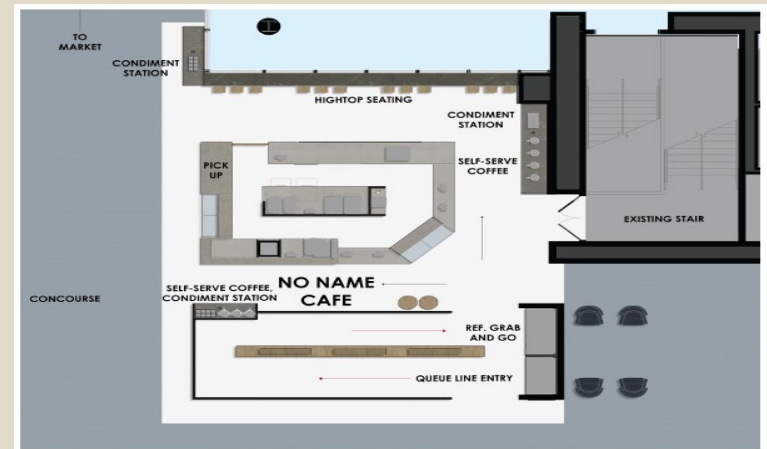 TO
MARKET
CONDIMENT
STATION
HIGHTOP SEATING
CONDIMENT
STATION
PICK
UP
SELF-SERVE
COFFEE
EXISTING STAIR
SELF-SERVE COFFEE,
CONDIMENT STATION
NO NAME
CAFE
CONCOURSE
REF. GRAB
AND GO
QUEUE LINE ENTRY